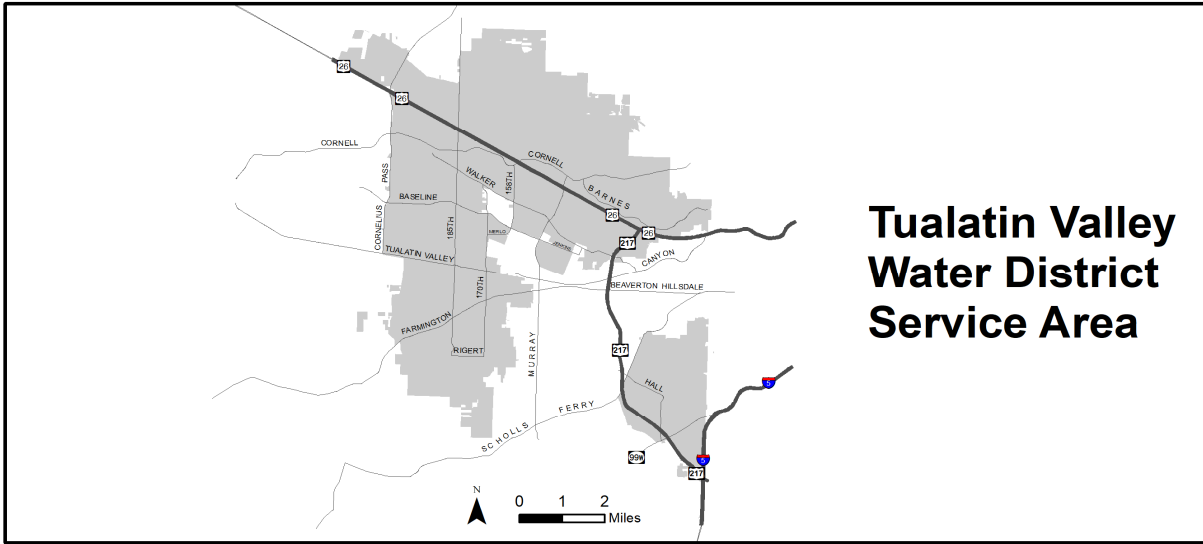 26
26
CORNELL
CORNELL
PASS
WALKER
158TH
BARNES
BASELINE
26
CORNELIUS
185TH
MERLO
217
26
JENKINS
TUALATIN VALLEY
CANYON
170TH
BEAVERTON HILLSDALE
FARMINGTON
RIGERT
MURRAY
217
HALL
5
FERRY
SCHOLLS
99W
5
217
N
0 1 2
Miles
Tualatin Valley
Water District
Service Area